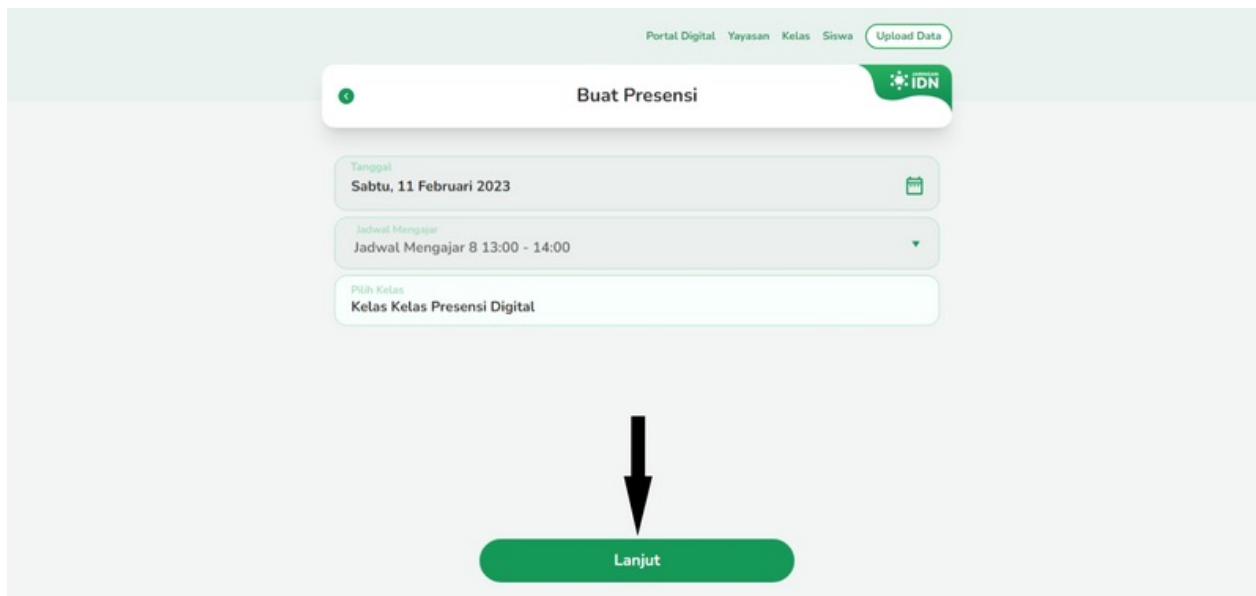 Portal Digital Yayasan Kelas Siswa Upload Data
Buat Presensi
JARINGAN
IDN
Tanggal
Sabtu, 11 Februari 2023
Jadwal Mengajar
Jadwal Mengajar 8 13:00 - 14:00
Pilih Kelas
Kelas Kelas Presensi Digital
Lanjut